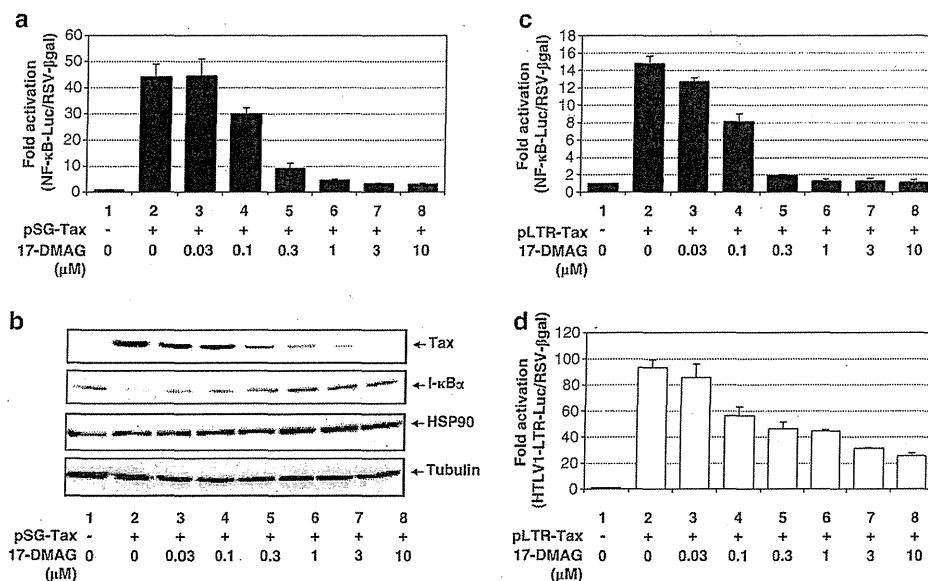 a
Fold activation
(NF-κB-Luc/RSV-βgal)
60
50
40
30
20
10
0
1 2 3 4 5 6 7 8
pSG-Tax - + + + + + + +
17-DMAG 0 0 0.03 0.1 0.3 1 3 10
(μM)
b
Tax
I-κBα
HSP90
Tubulin
1 2 3 4 5 6 7 8
pSG-Tax - + + + + + + +
17-DMAG 0 0 0.03 0.1 0.3 1 3 10
(μM)
c
Fold activation
(NF-κB-Luc/RSV-βgal)
18
16
14
12
10
8
6
4
2
0
1 2 3 4 5 6 7 8
pLTR-Tax - + + + + + + +
17-DMAG 0 0 0.03 0.1 0.3 1 3 10
(μM)
d
Fold activation
(HTLV1-LTR-Luc/RSV-βgal)
120
100
80
60
40
20
0
1 2 3 4 5 6 7 8
pLTR-Tax - + + + + + + +
17-DMAG 0 0 0.03 0.1 0.3 1 3 10
(μM)